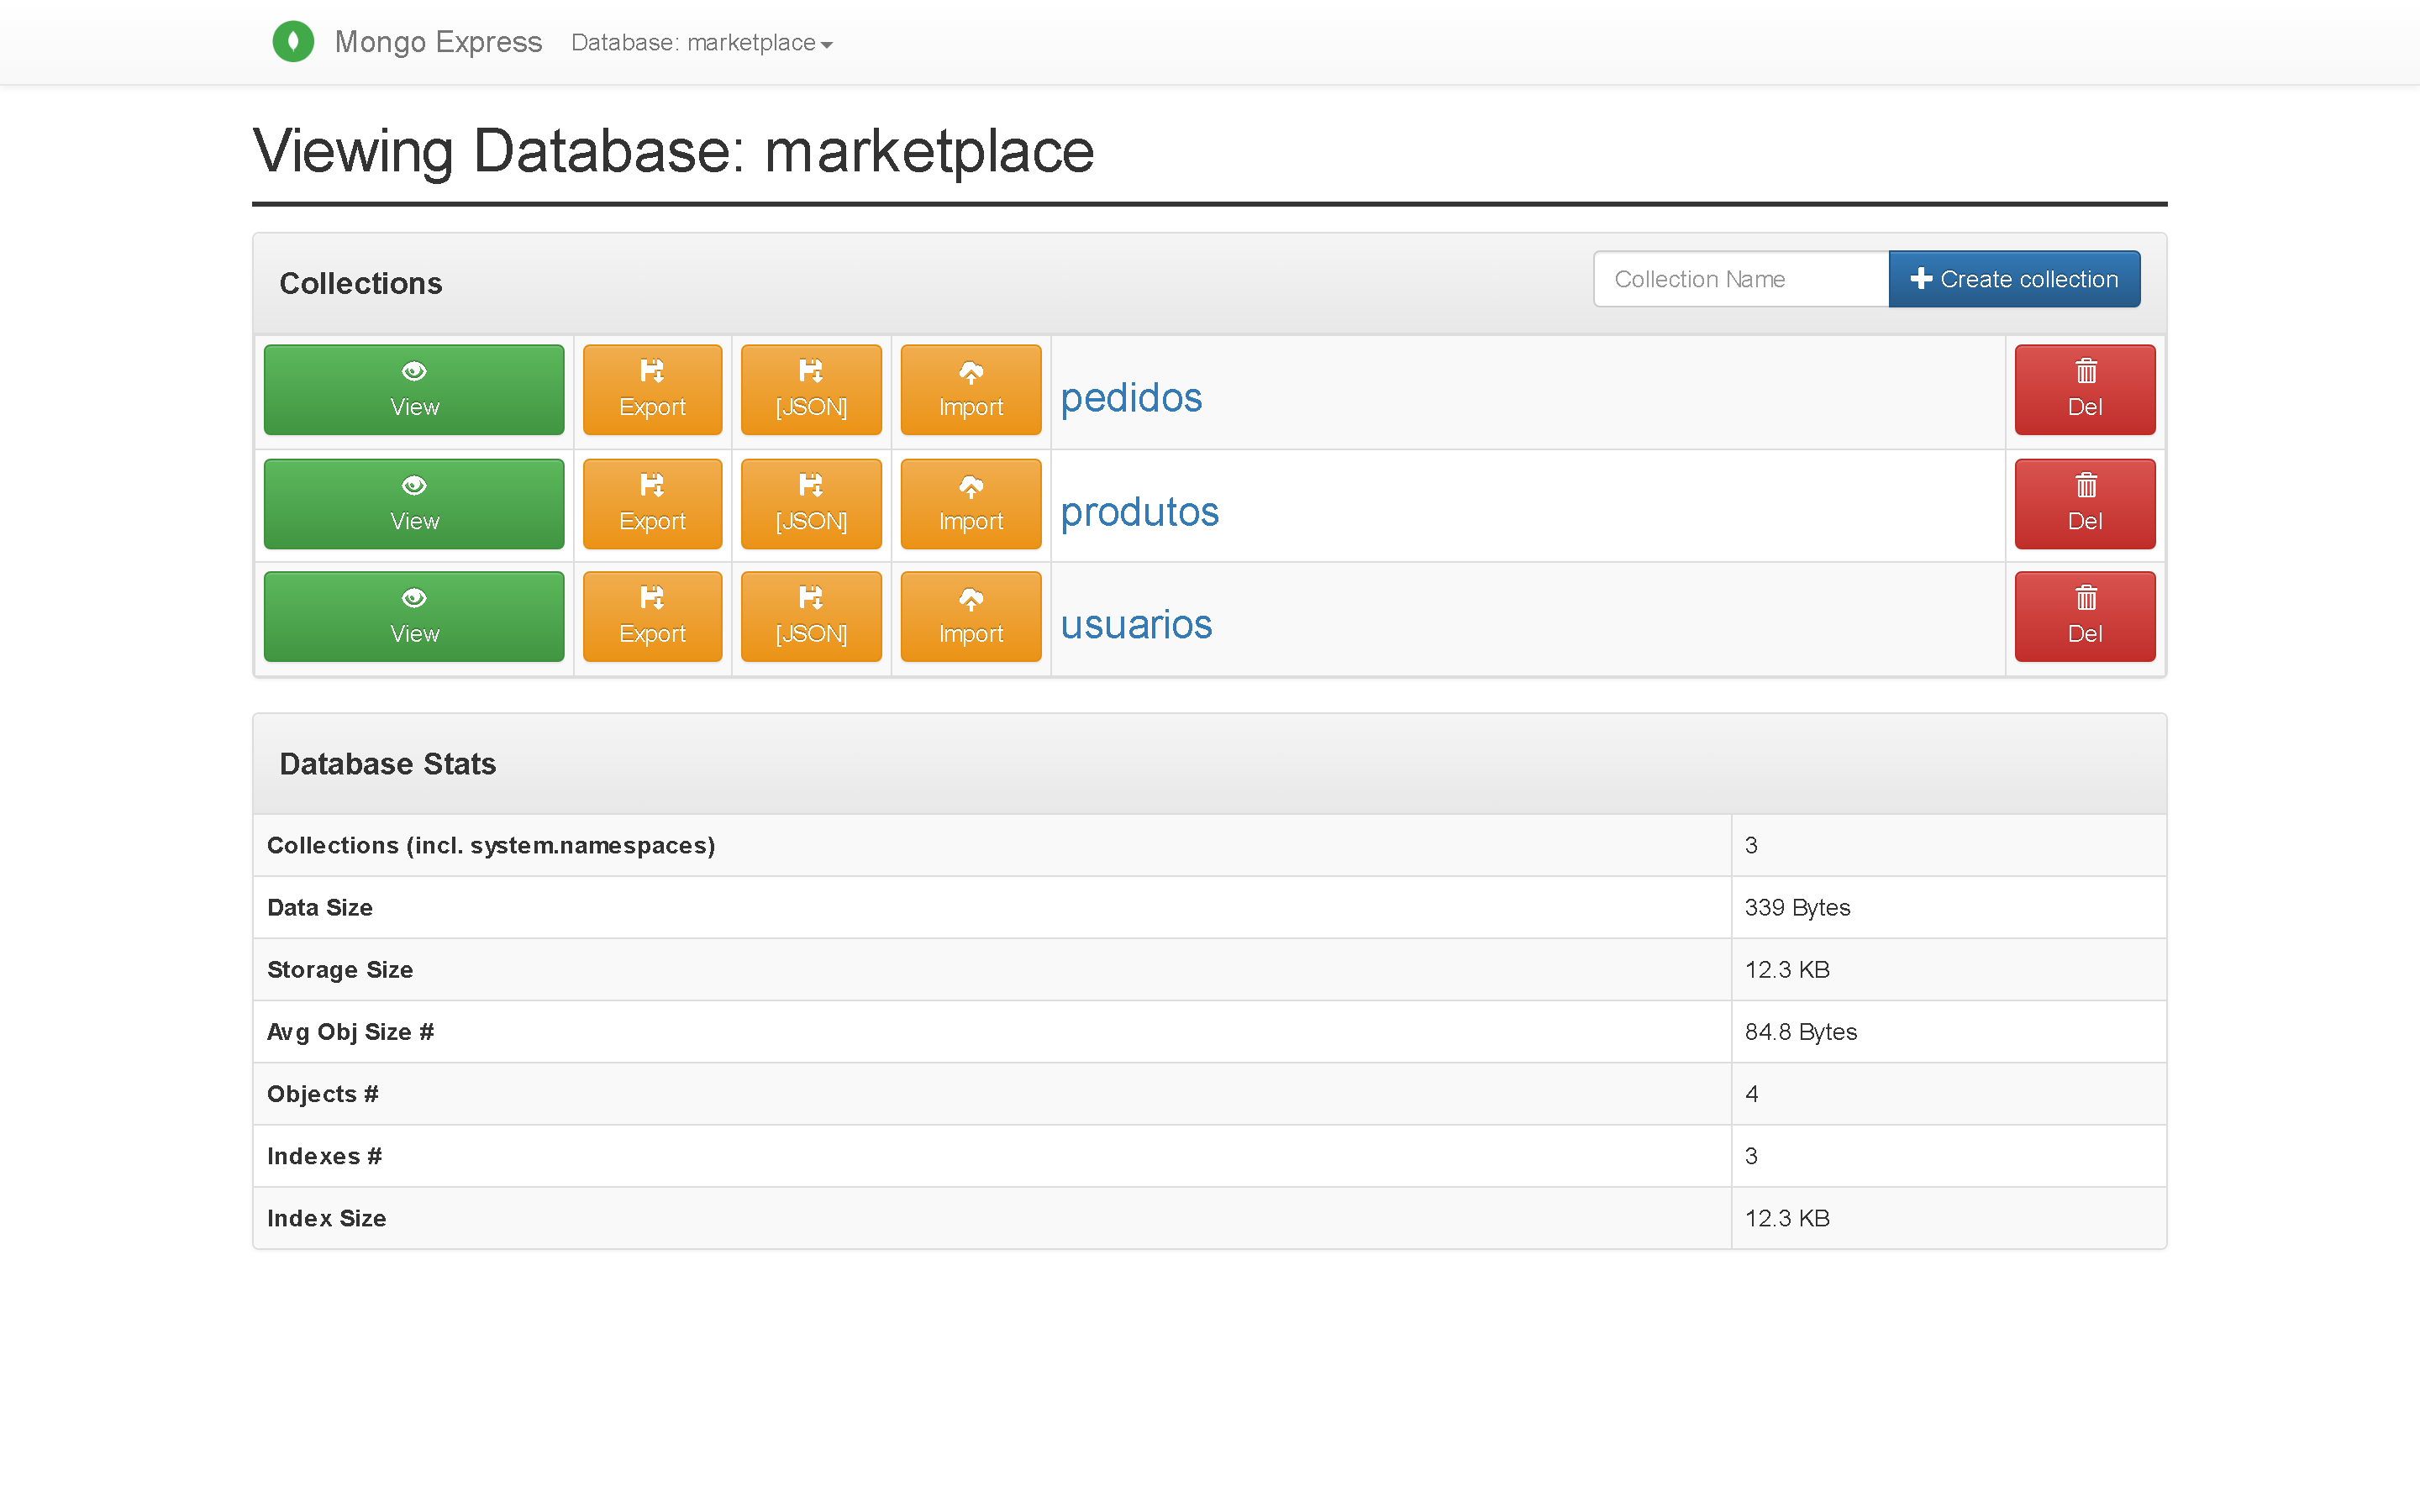 Mongo Express Database: marketplace
Viewing Database: marketplace
Collections
Collection Name Create collection
View Export [JSON] Import pedidos Del
View Export [JSON] Import produtos Del
View Export [JSON] Import usuarios Del
Database Stats
Collections (incl. system.namespaces) 3
Data Size 339 Bytes
Storage Size 12.3 KB
Avg Obj Size # 84.8 Bytes
Objects # 4
Indexes # 3
Index Size 12.3 KB